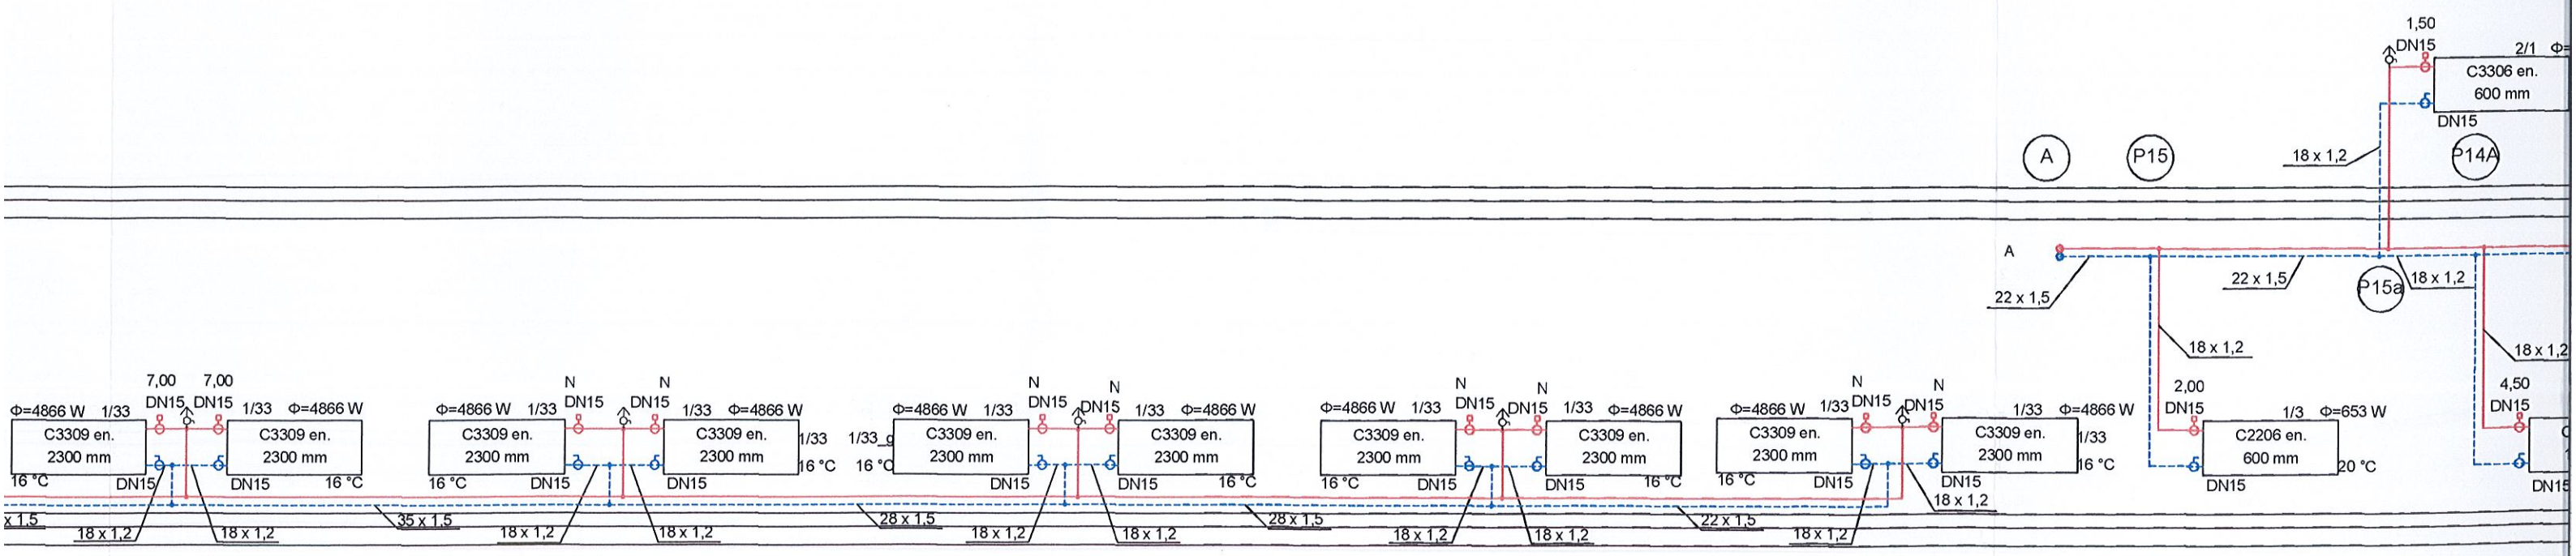 1,50
DN15
2/1 Φ=
C3306 en.
600 mm
DN15
18 x 1,2
A
P15
P14A
A
22 x 1,5
22 x 1,5
P15a
18 x 1,2
18 x 1,2
18 x 1,2
7,00 7,00
DN15 DN15
Φ=4866 W 1/33
C3309 en.
2300 mm
16 °C
DN15
1/33 Φ=4866 W
C3309 en.
2300 mm
DN15
16 °C
x 1,5
18 x 1,2
18 x 1,2
35 x 1,5
N N
DN15 DN15
Φ=4866 W 1/33
C3309 en.
2300 mm
16 °C
DN15
1/33 Φ=4866 W
C3309 en.
2300 mm
DN15
1/33
16 °C
18 x 1,2
18 x 1,2
28 x 1,5
N N
DN15 DN15
Φ=4866 W 1/33
1/33_g
16 °C
C3309 en.
2300 mm
DN15
1/33 Φ=4866 W
C3309 en.
2300 mm
DN15
16 °C
18 x 1,2
18 x 1,2
28 x 1,5
N N
DN15 DN15
Φ=4866 W 1/33
C3309 en.
2300 mm
16 °C
DN15
1/33 Φ=4866 W
C3309 en.
2300 mm
DN15
16 °C
18 x 1,2
18 x 1,2
22 x 1,5
N N
DN15 DN15
Φ=4866 W 1/33
C3309 en.
2300 mm
16 °C
DN15
1/33 Φ=4866 W
C3309 en.
2300 mm
DN15
1/33
16 °C
18 x 1,2
18 x 1,2
2,00
DN15
1/3 Φ=653 W
C2206 en.
600 mm
20 °C
DN15
4,50
DN15
DN15